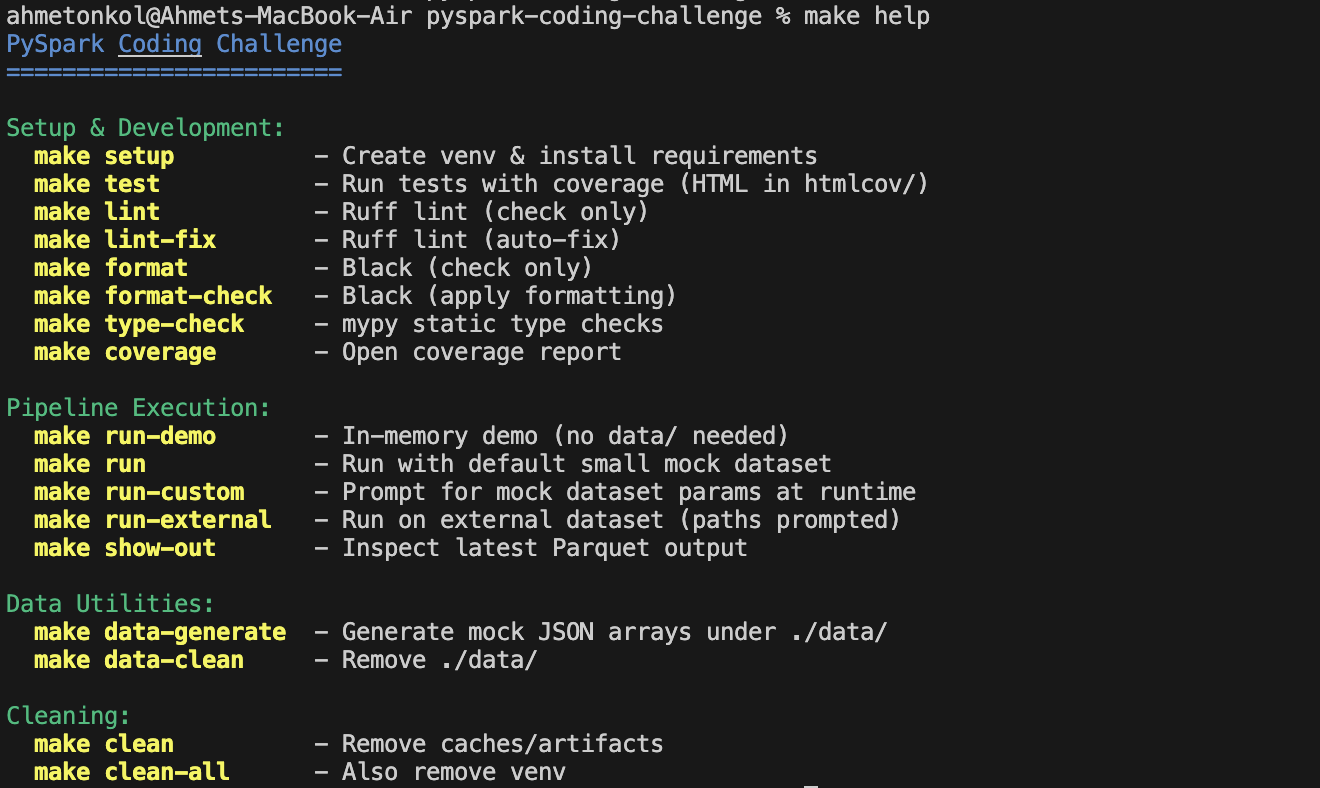 ahmetonkol@Ahmets-MacBook-Air pyspark-coding-challenge % make help
PySpark Coding Challenge
========================
Setup & Development:
make setup – Create venv & install requirements
make test – Run tests with coverage (HTML in htmlcov/)
make lint – Ruff lint (check only)
make lint-fix – Ruff lint (auto-fix)
make format – Black (check only)
make format-check – Black (apply formatting)
make type-check – mypy static type checks
make coverage – Open coverage report
Pipeline Execution:
make run-demo – In-memory demo (no data/ needed)
make run – Run with default small mock dataset
make run-custom – Prompt for mock dataset params at runtime
make run-external – Run on external dataset (paths prompted)
make show-out – Inspect latest Parquet output
Data Utilities:
make data-generate – Generate mock JSON arrays under ./data/
make data-clean – Remove ./data/
Cleaning:
make clean – Remove caches/artifacts
make clean-all – Also remove venv